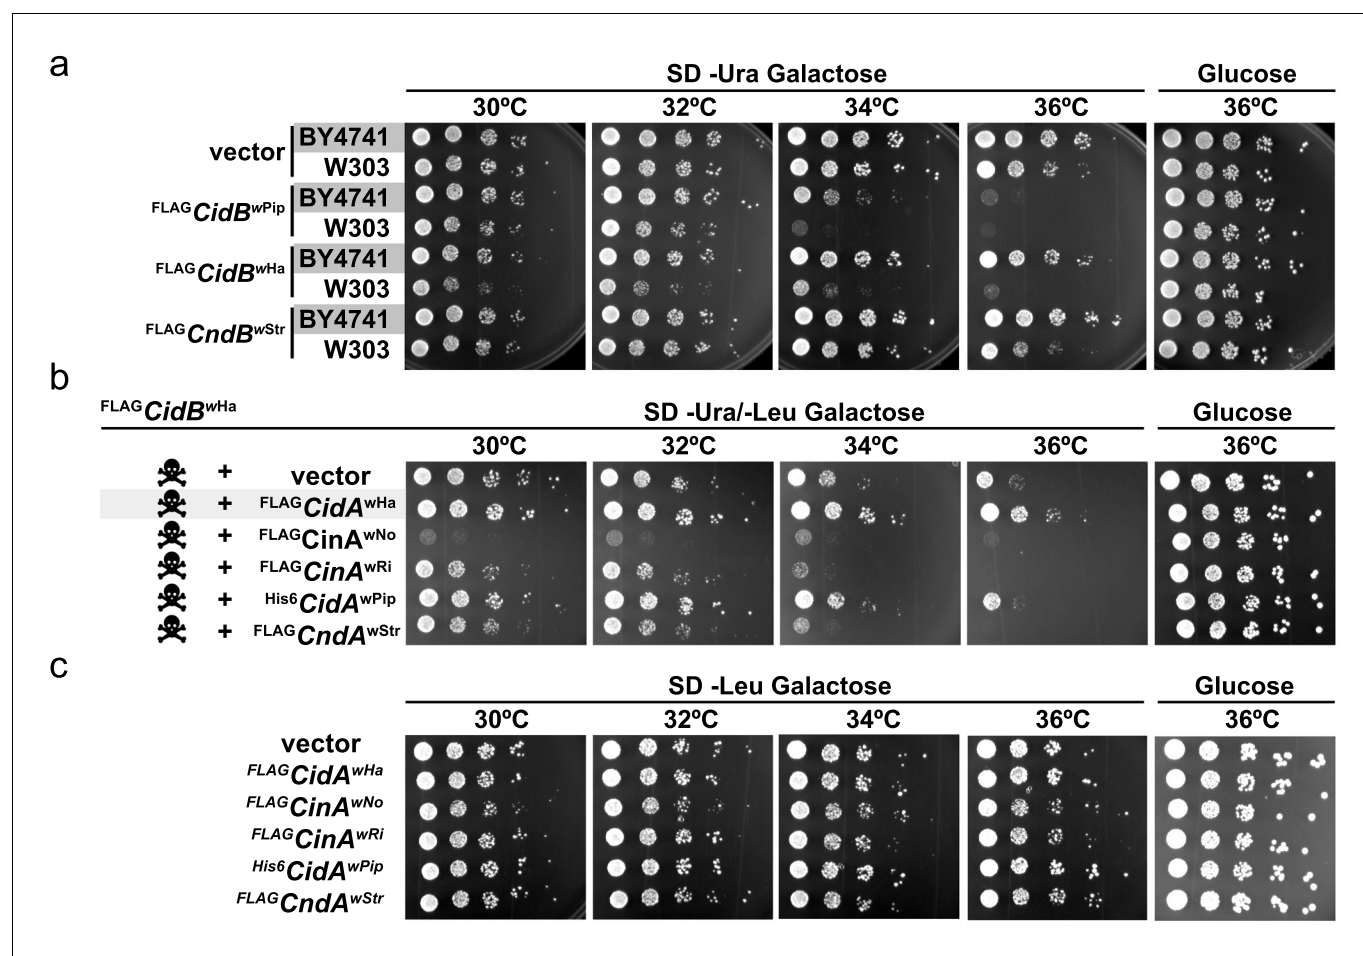 a
SD -Ura Galactose Glucose
30ºC 32ºC 34ºC 36ºC 36ºC
vector BY4741
W303
FLAGCidBwPip BY4741
W303
FLAGCidBwHa BY4741
W303
FLAGCndBwStr BY4741
W303
b
FLAGCidBwHa SD -Ura/-Leu Galactose Glucose
30ºC 32ºC 34ºC 36ºC 36ºC
+ vector
+ FLAGCidAwHa
+ FLAGCinAwNo
+ FLAGCinAwRi
+ His6CidAwPip
+ FLAGCndAwStr
c
SD -Leu Galactose Glucose
30ºC 32ºC 34ºC 36ºC 36ºC
vector
FLAGCidAwHa
FLAGCinAwNo
FLAGCinAwRi
His6CidAwPip
FLAGCndAwStr